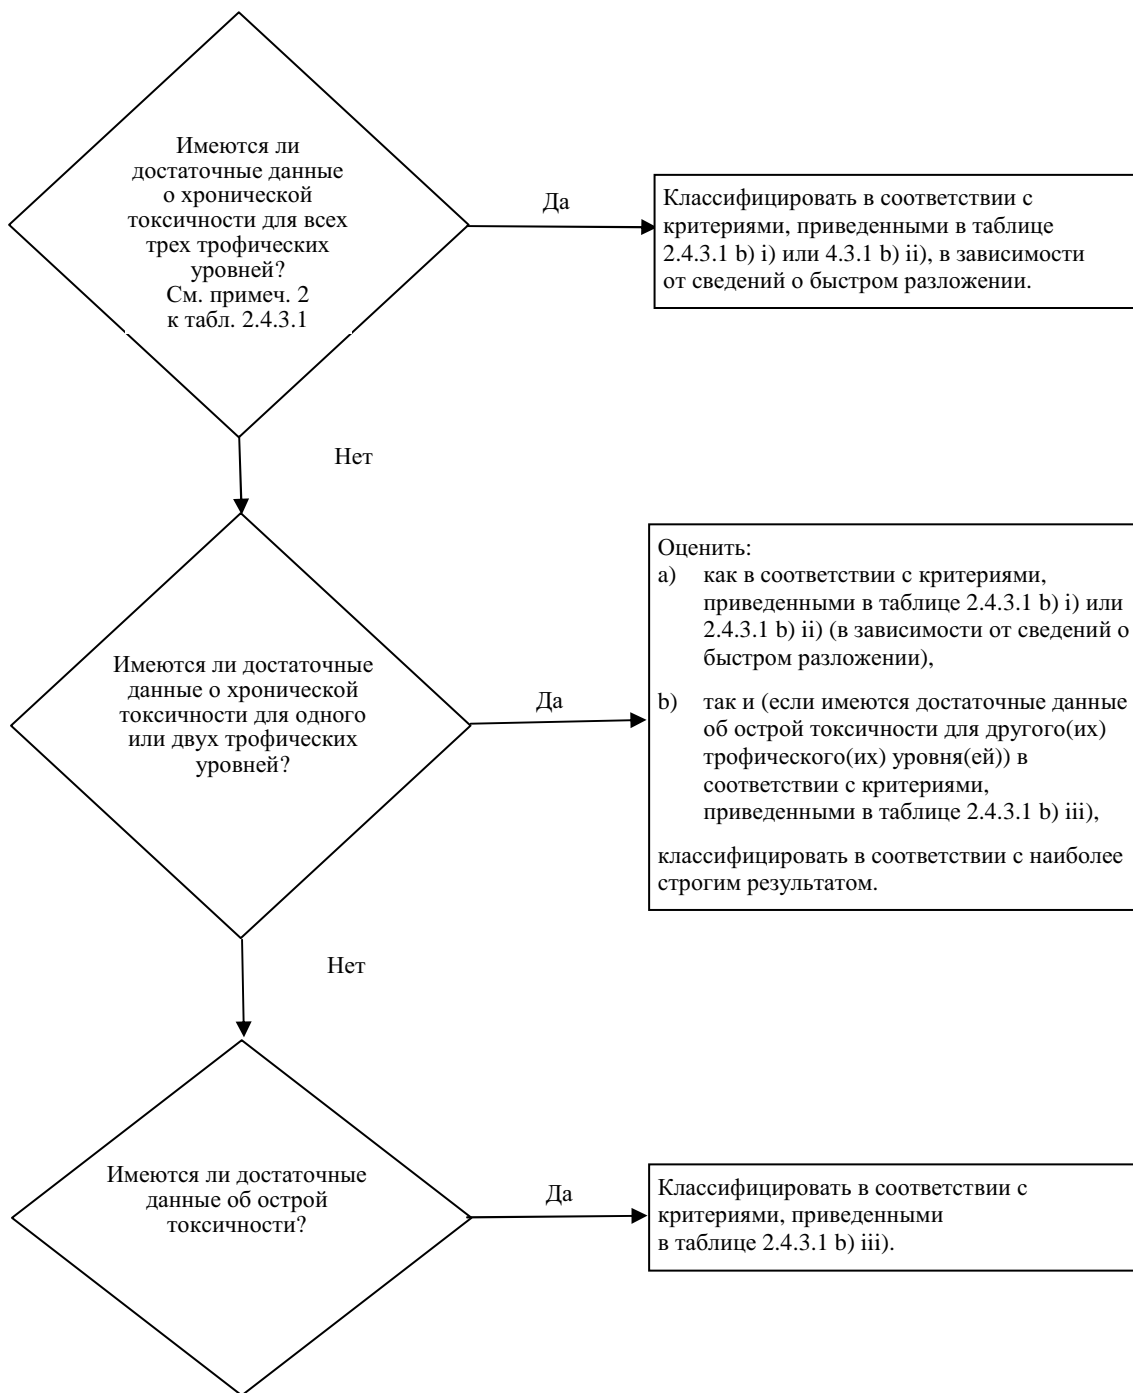 Имеются ли
достаточные данные
о хронической
токсичности для всех
трех трофических
уровней?
См. примеч. 2
к табл. 2.4.3.1
Да
Классифицировать в соответствии с
критериями, приведенными в таблице
2.4.3.1 b) i) или 4.3.1 b) ii), в зависимости
от сведений о быстром разложении.
Нет
Имеются ли достаточные
данные о хронической
токсичности для одного
или двух трофических
уровней?
Да
Оценить:
a) как в соответствии с критериями,
приведенными в таблице 2.4.3.1 b) i) или
2.4.3.1 b) ii) (в зависимости от сведений о
быстром разложении),
b) так и (если имеются достаточные данные
об острой токсичности для другого(их)
трофического(их) уровня(ей)) в
соответствии с критериями,
приведенными в таблице 2.4.3.1 b) iii),
классифицировать в соответствии с наиболее
строгим результатом.
Нет
Имеются ли достаточные
данные об острой
токсичности?
Да
Классифицировать в соответствии с
критериями, приведенными
в таблице 2.4.3.1 b) iii).